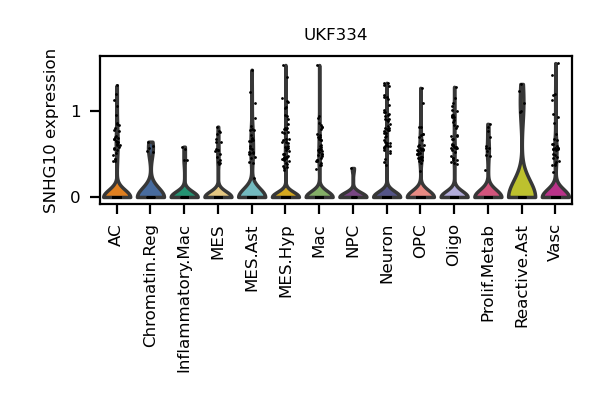 UKF334
SNHG10 expression
1
0
AC
Chromatin.Reg
Inflammatory.Mac
MES
MES.Ast
MES.Hyp
Mac
NPC
Neuron
OPC
Oligo
Prolif.Metab
Reactive.Ast
Vasc